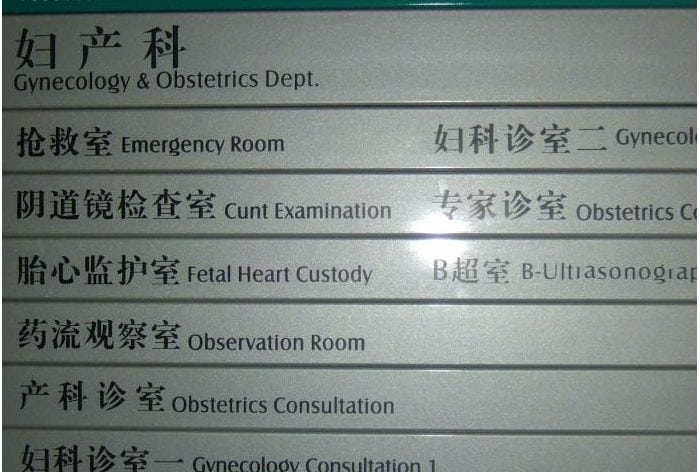 妇产科
Gynecology & Obstetrics Dept.
抢救室 Emergency Room
妇科诊室二
阴道镜检查室 Cunt Examination
专家诊室 Obstetrics
胎心监护室 Fetal Heart Custody
B超室
药流观察室 Observation Room
产科诊室 Obstetrics Consultation
妇科诊室一 Gynecology Consultation 1